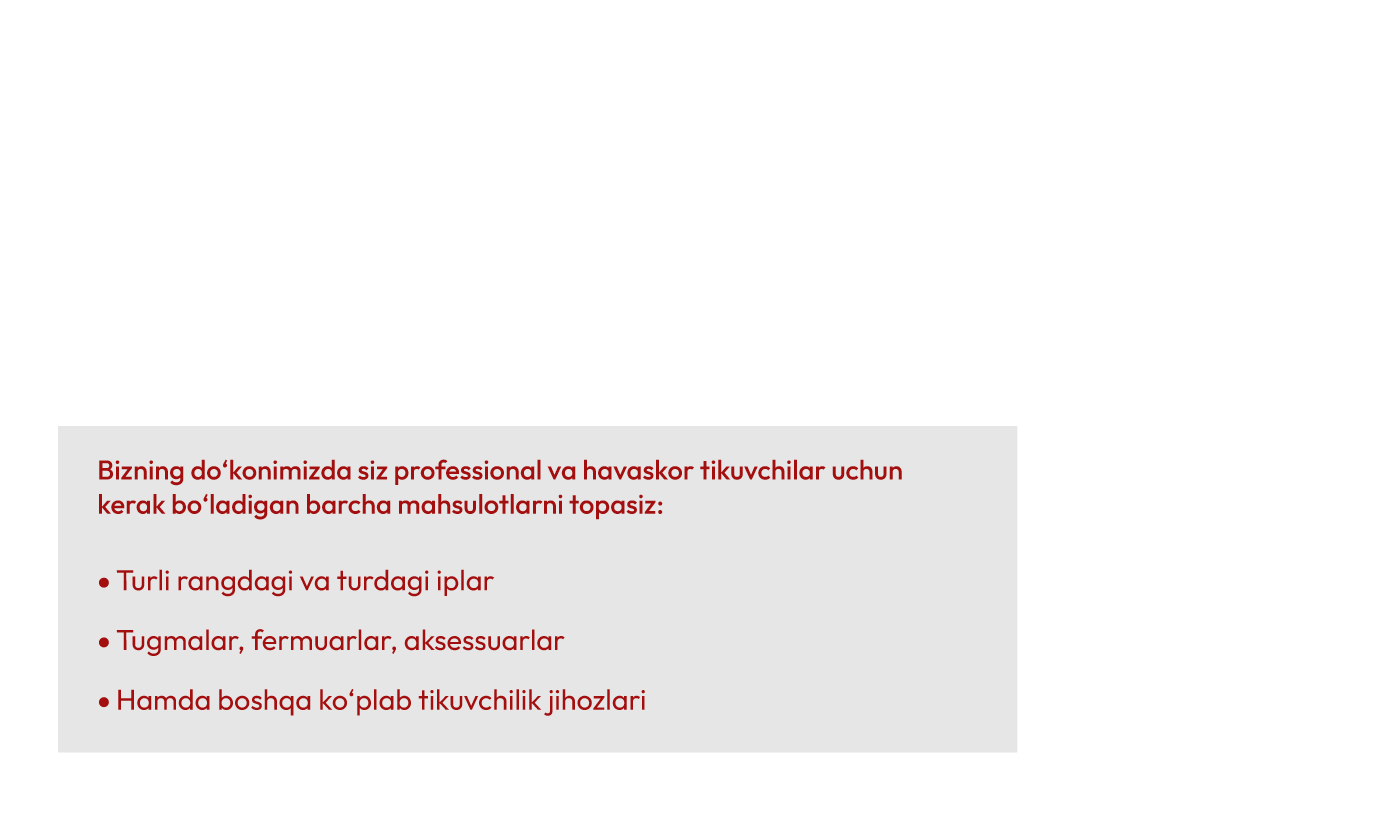 Bizning do‘konimizda siz professional va havaskor tikuvchilar uchun
kerak bo‘ladigan barcha mahsulotlarni topasiz:
• Turli rangdagi va turdagi iplar
• Tugmalar, fermuarlar, aksessuarlar
• Hamda boshqa ko‘plab tikuvchilik jihozlari